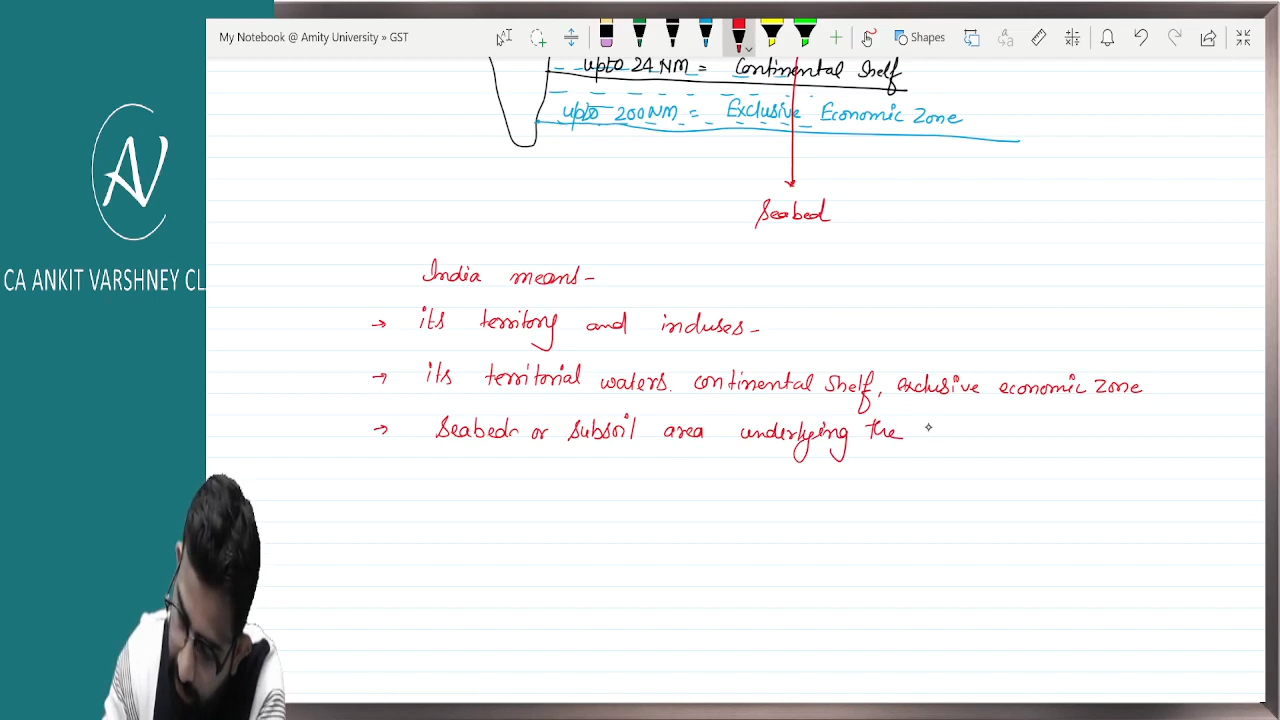 My Notebook @ Amity University » GST
Shapes
upto 24 NM = Continental Shelf
upto 200 NM = Exclusive Economic Zone
Seabed
AV
CA ANKIT VARSHNEY CL
India means-
→ its territory and includes-
→ its territorial waters. continental shelf, exclusive economic zone
→ Seabed or subsoil area underlying the